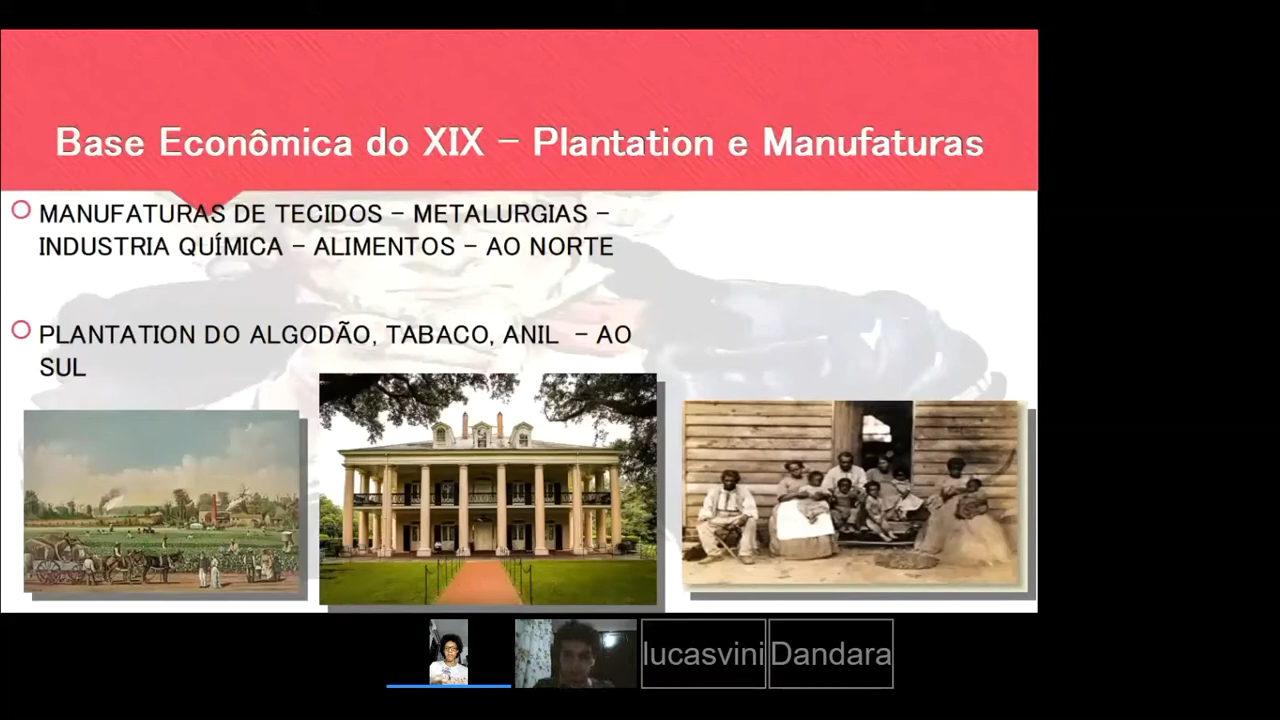 Base Econômica do XIX – Plantation e Manufaturas
MANUFATURAS DE TECIDOS – METALURGIAS –
INDUSTRIA QUÍMICA – ALIMENTOS – AO NORTE
PLANTATION DO ALGODÃO, TABACO, ANIL – AO
SUL
lucasvini
Dandara